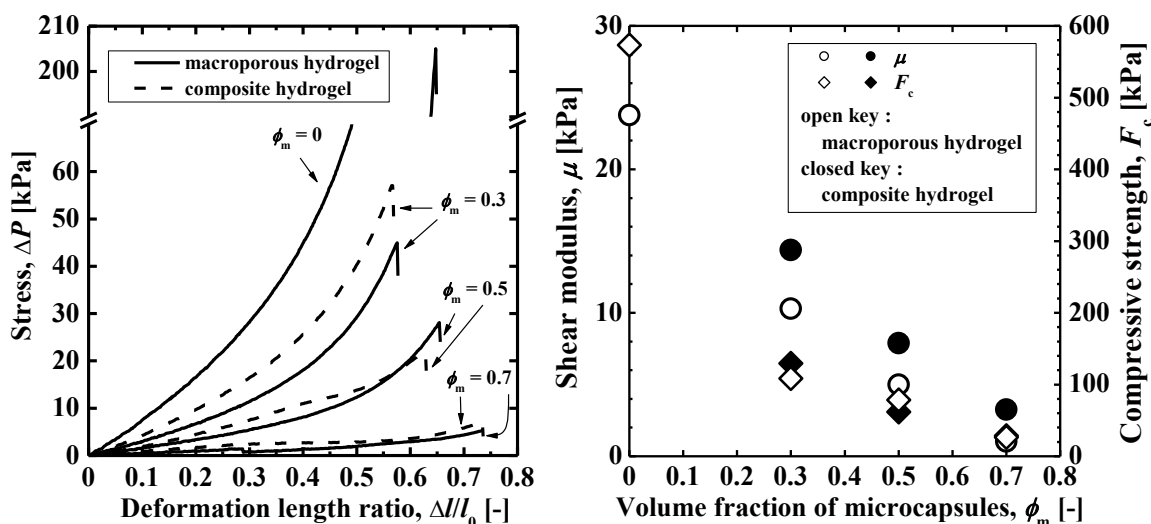 210
200
90
60
50
40
30
20
10
0
Stress, ΔP [kPa]
macroporous hydrogel
composite hydrogel
ϕm = 0
ϕm = 0.3
ϕm = 0.5
ϕm = 0.7
0 0.1 0.2 0.3 0.4 0.5 0.6 0.7 0.8
Deformation length ratio, Δl/l0 [-]
30
20
10
0
Shear modulus, μ [kPa]
μ
Fc
open key :
macroporous hydrogel
closed key :
composite hydrogel
600
500
400
300
200
100
0
Compressive strength, Fc [kPa]
0 0.1 0.2 0.3 0.4 0.5 0.6 0.7 0.8
Volume fraction of microcapsules, ϕm [-]